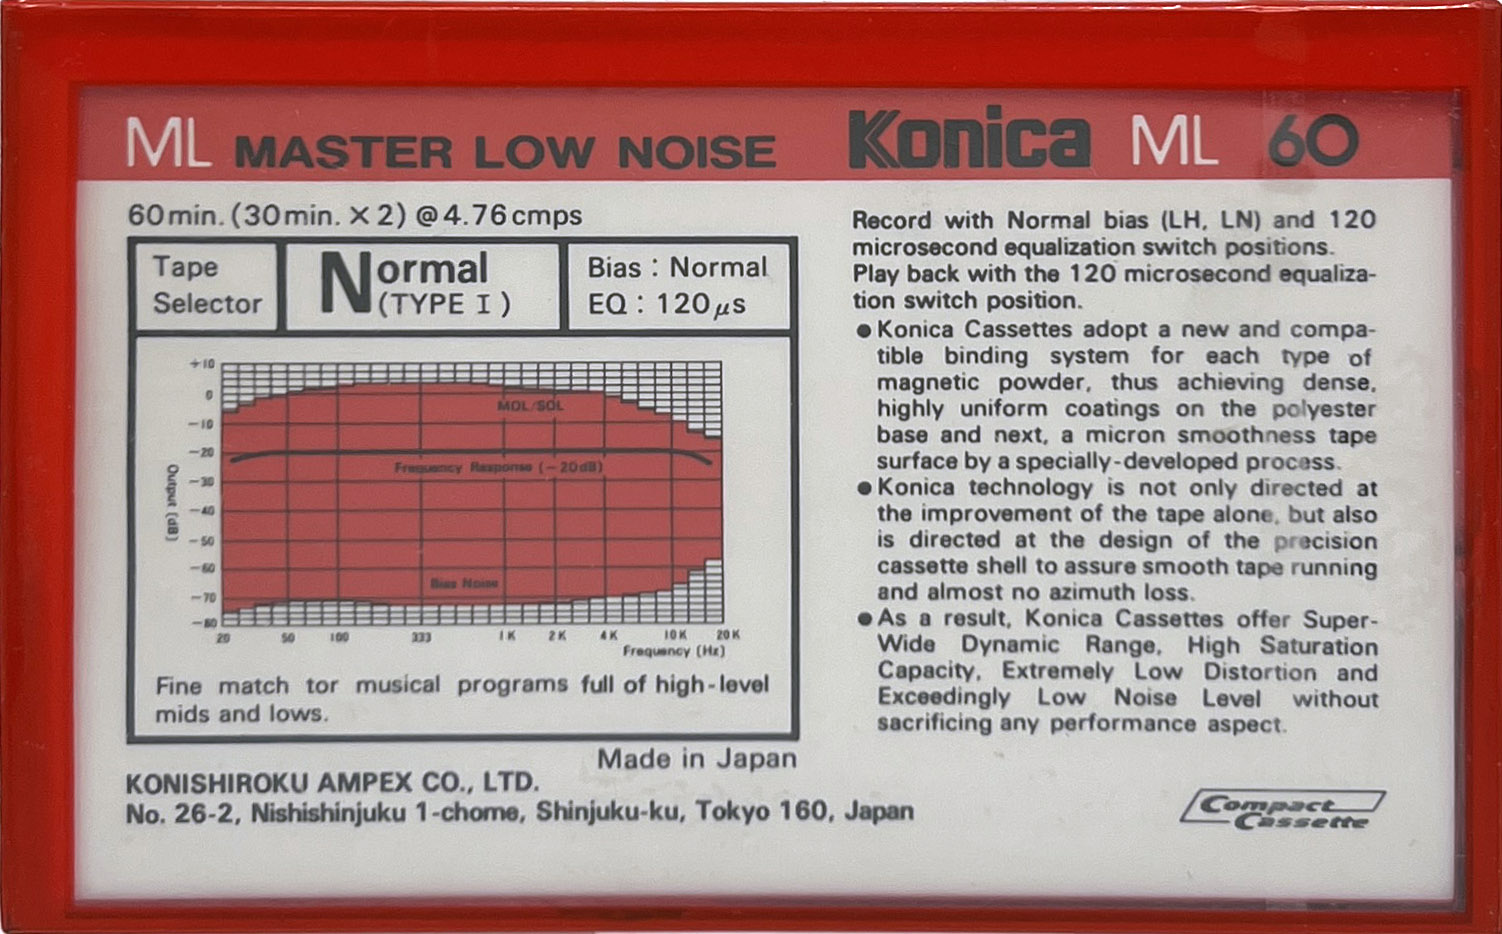 ML MASTER LOW NOISE
Konica ML 60
60min. (30min. × 2) @4.76cmps
Tape
Selector
Normal
(TYPE I)
Bias : Normal
EQ : 120μs
+10
0
−10
−20
−30
−40
−50
−60
−70
−80
Output (dB)
MOL/SOL
Frequency Response (−20dB)
Bias Noise
20 50 100 333 1K 2K 4K 10K 20K
Frequency (Hz)
Fine match tor musical programs full of high-level
mids and lows.
Made in Japan
KONISHIROKU AMPEX CO., LTD.
No. 26-2, Nishishinjuku 1-chome, Shinjuku-ku, Tokyo 160, Japan
Record with Normal bias (LH, LN) and 120
microsecond equalization switch positions.
Play back with the 120 microsecond equaliza-
tion switch position.
●Konica Cassettes adopt a new and compa-
tible binding system for each type of
magnetic powder, thus achieving dense,
highly uniform coatings on the polyester
base and next, a micron smoothness tape
surface by a specially-developed process.
●Konica technology is not only directed at
the improvement of the tape alone, but also
is directed at the design of the precision
cassette shell to assure smooth tape running
and almost no azimuth loss.
●As a result, Konica Cassettes offer Super-
Wide Dynamic Range, High Saturation
Capacity, Extremely Low Distortion and
Exceedingly Low Noise Level without
sacrificing any performance aspect.
Compact
Cassette